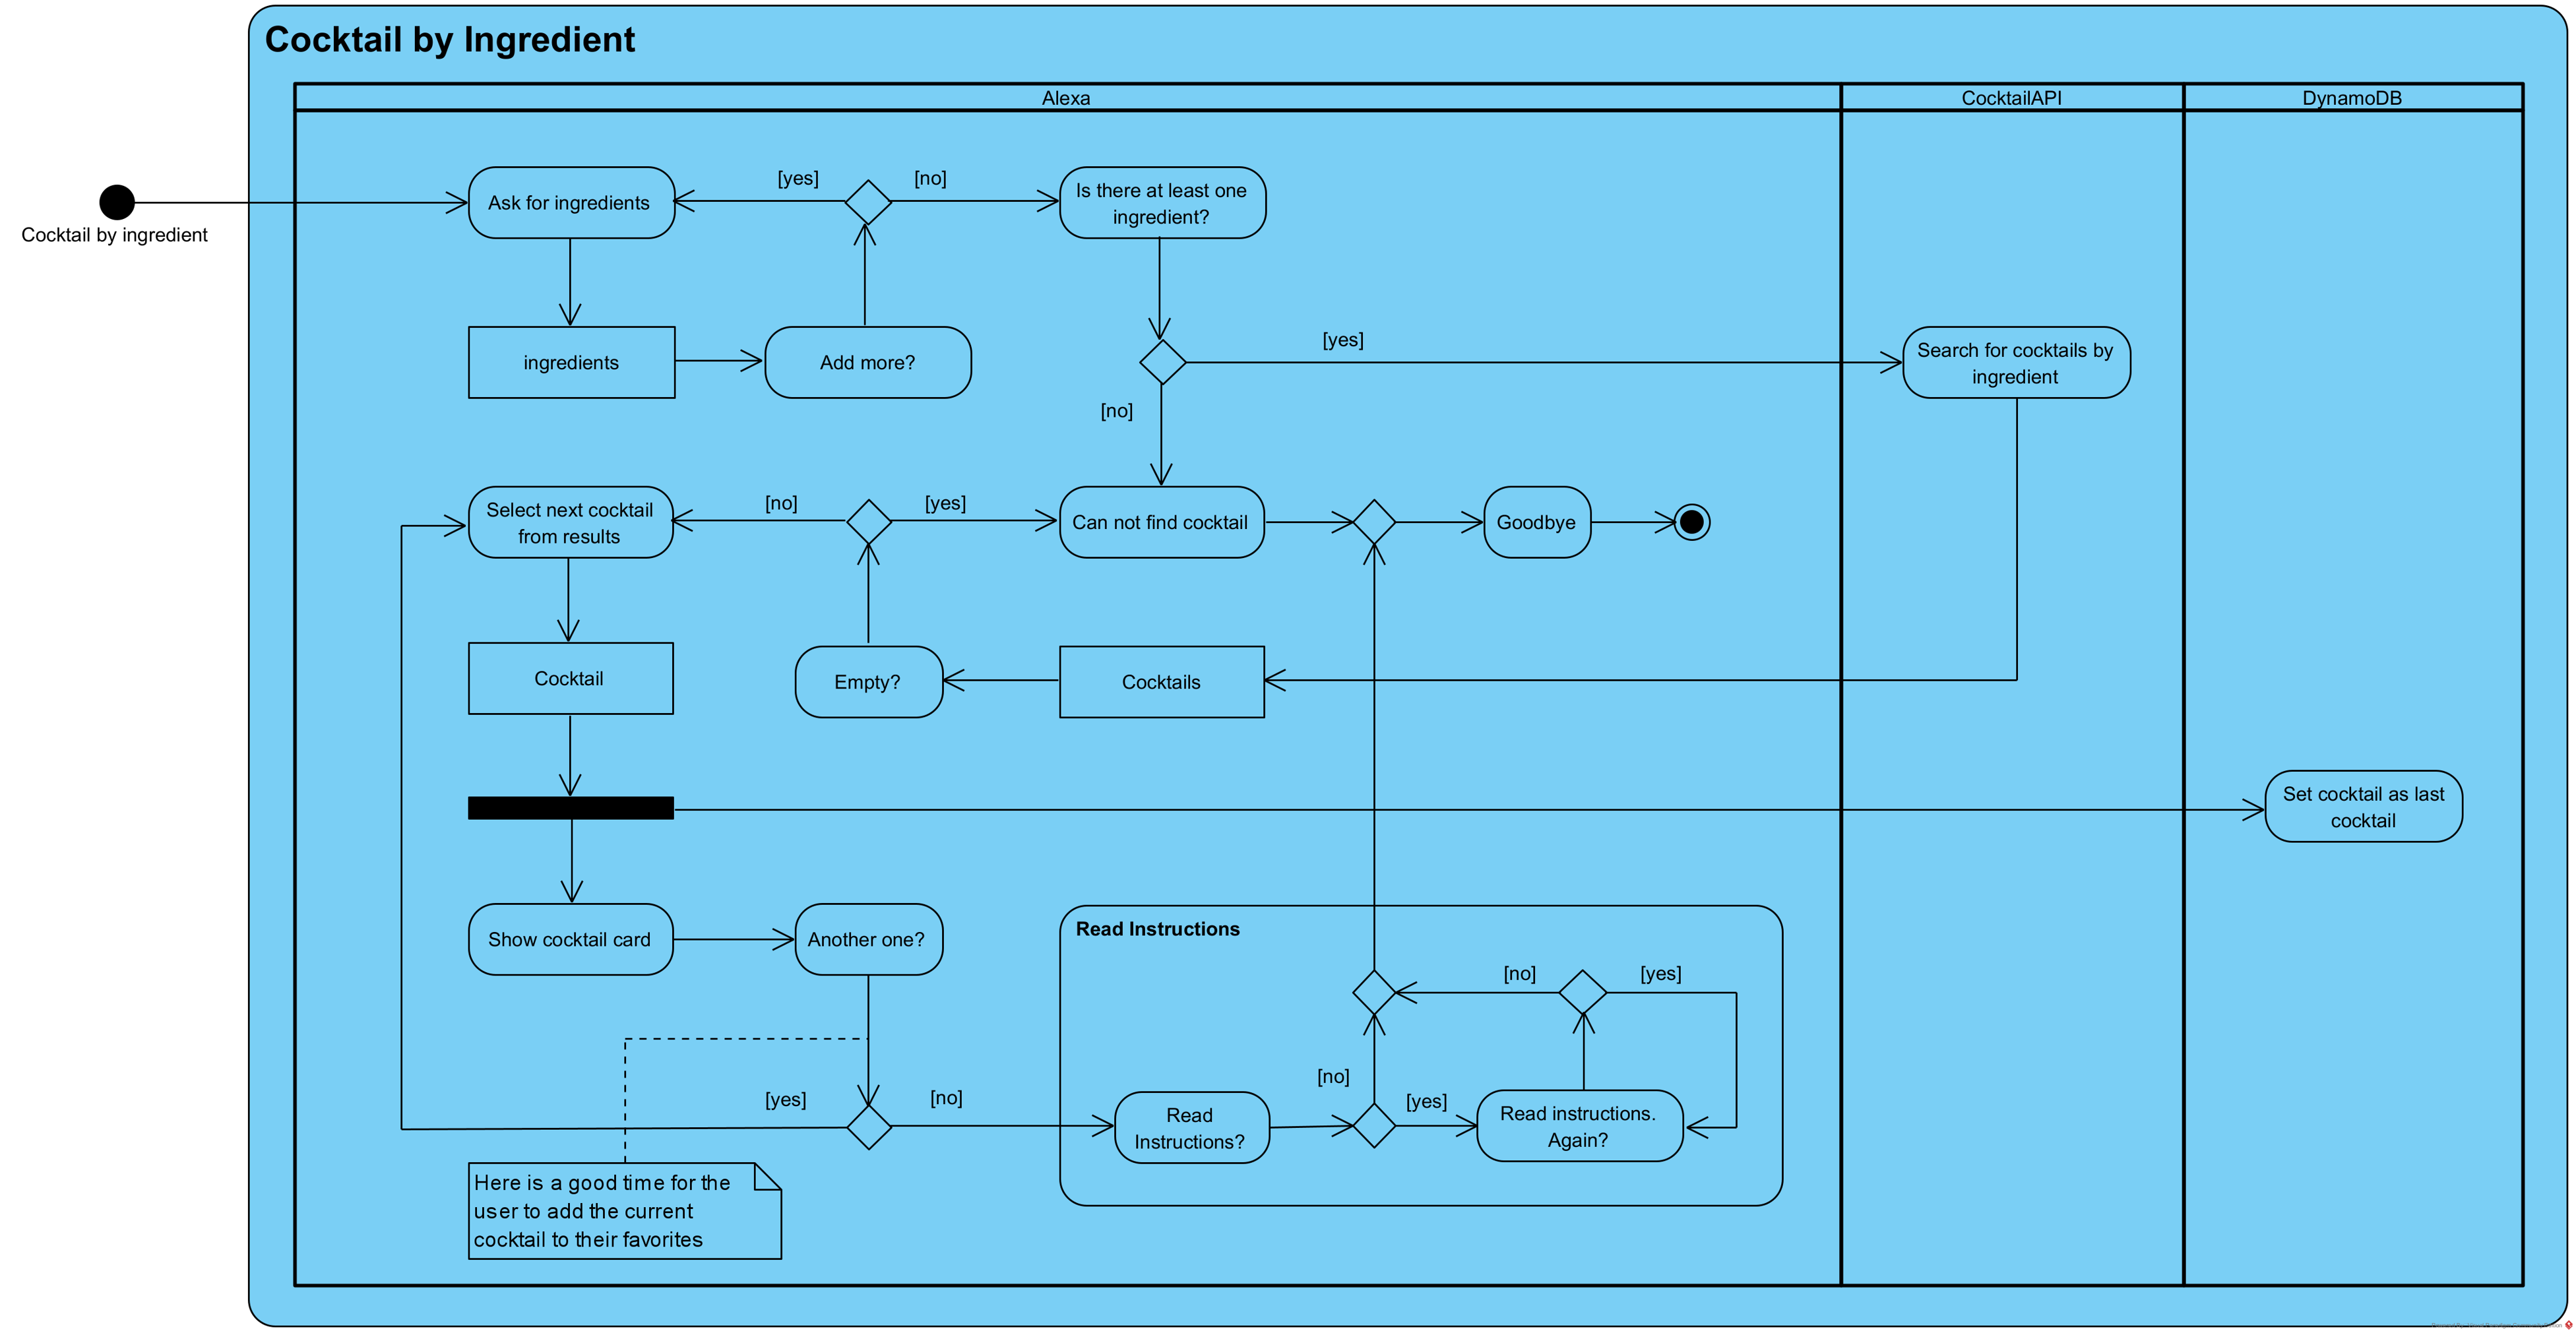 Cocktail by Ingredient
Alexa
CocktailAPI
DynamoDB
Cocktail by ingredient
Ask for ingredients
[yes]
[no]
Is there at least one
ingredient?
ingredients
Add more?
[yes]
[no]
Search for cocktails by
ingredient
Select next cocktail
from results
[no]
[yes]
Can not find cocktail
Goodbye
Cocktail
Empty?
Cocktails
Set cocktail as last
cocktail
Show cocktail card
Another one?
[yes]
[no]
Here is a good time for the
user to add the current
cocktail to their favorites
Read Instructions
[no]
[yes]
Read
Instructions?
[no]
[yes]
Read instructions.
Again?